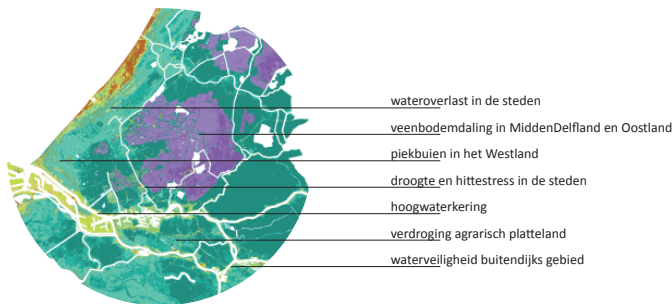 wateroverlast in de steden
veenbodemdaling in MiddenDelfland en Oostland
piekbuien in het Westland
droogte en hittestress in de steden
hoogwaterkering
verdroging agrarisch platteland
waterveiligheid buitendijks gebied